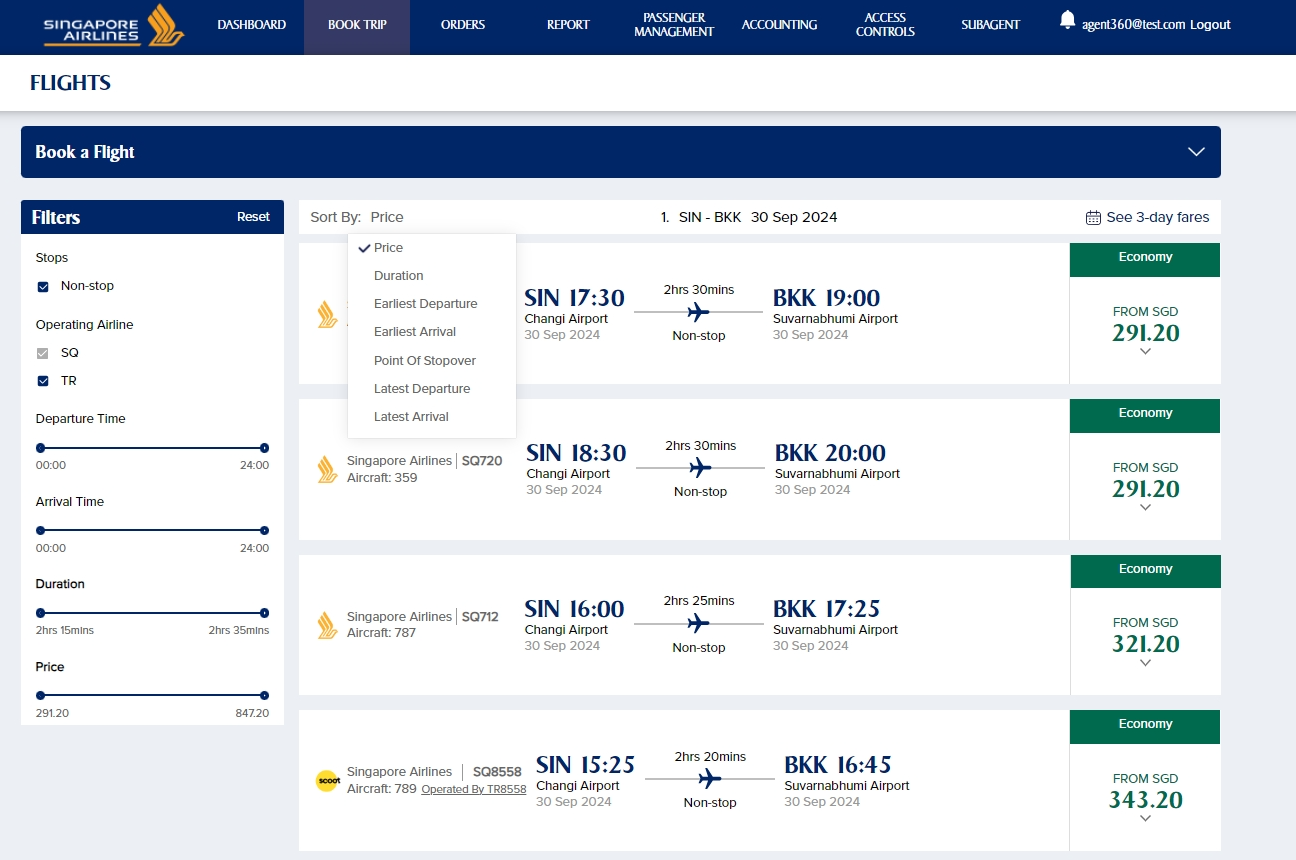 SINGAPORE
AIRLINES
DASHBOARD
BOOK TRIP
ORDERS
REPORT
PASSENGER
MANAGEMENT
ACCOUNTING
ACCESS
CONTROLS
SUBAGENT
agent360@test.com Logout
FLIGHTS
Book a Flight
Filters
Reset
Stops
Non-stop
Operating Airline
SQ
TR
Departure Time
00:00 24:00
Arrival Time
00:00 24:00
Duration
2hrs 15mins 2hrs 35mins
Price
291.20 847.20
Sort By: Price
1. SIN - BKK 30 Sep 2024
See 3-day fares
Price
Duration
Earliest Departure
Earliest Arrival
Point Of Stopover
Latest Departure
Latest Arrival
SIN 17:30
Changi Airport
30 Sep 2024
2hrs 30mins
Non-stop
BKK 19:00
Suvarnabhumi Airport
30 Sep 2024
Economy
FROM SGD
291.20
Singapore Airlines | SQ720
Aircraft: 359
SIN 18:30
Changi Airport
30 Sep 2024
2hrs 30mins
Non-stop
BKK 20:00
Suvarnabhumi Airport
30 Sep 2024
Economy
FROM SGD
291.20
Singapore Airlines | SQ712
Aircraft: 787
SIN 16:00
Changi Airport
30 Sep 2024
2hrs 25mins
Non-stop
BKK 17:25
Suvarnabhumi Airport
30 Sep 2024
Economy
FROM SGD
321.20
scoot
Singapore Airlines | SQ8558
Aircraft: 789 Operated By TR8558
SIN 15:25
Changi Airport
30 Sep 2024
2hrs 20mins
Non-stop
BKK 16:45
Suvarnabhumi Airport
30 Sep 2024
Economy
FROM SGD
343.20